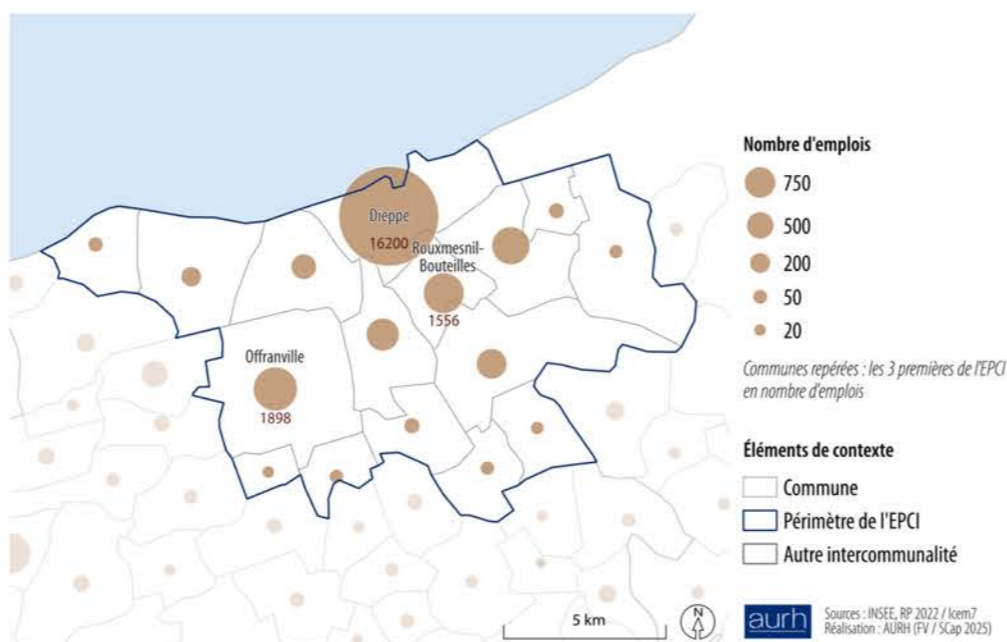 Dieppe
16200
Rouxmesnil-
Bouteilles
1556
Offranville
1898
5 km
N
Nombre d'emplois
750
500
200
50
20
Communes repérées : les 3 premières de l'EPCI
en nombre d'emplois
Éléments de contexte
Commune
Périmètre de l'EPCI
Autre intercommunalité
aurh
Sources : INSEE, RP 2022 / Icem7
Réalisation : AURH (FV / SCap 2025)